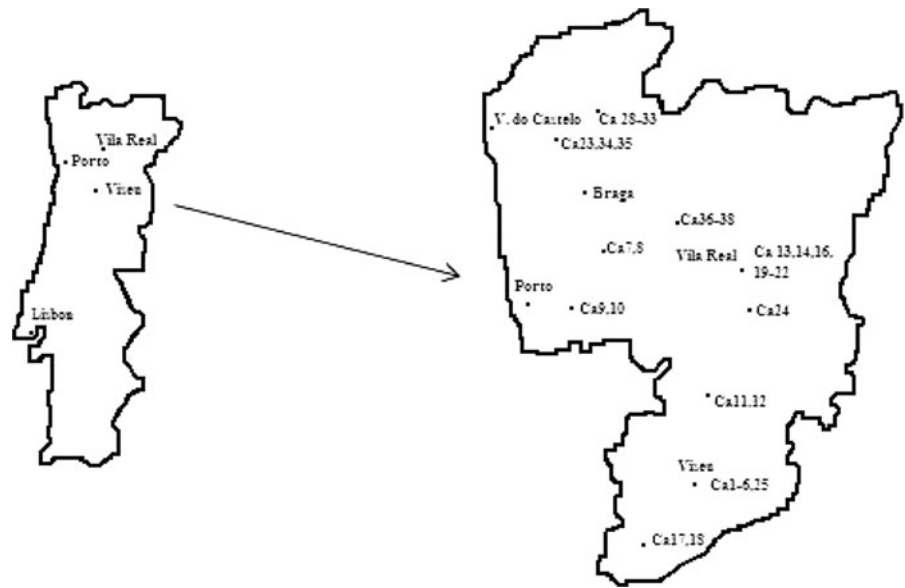 Vila Real
Porto
Viseu
Lisbon
V. do Castelo
Ca 28-33
Ca23,34,35
Braga
Ca36-38
Ca7,8
Vila Real
Ca 13,14,16,
19-22
Porto
Ca9,10
Ca24
Ca11,12
Viseu
Ca1-6,25
Ca17,18